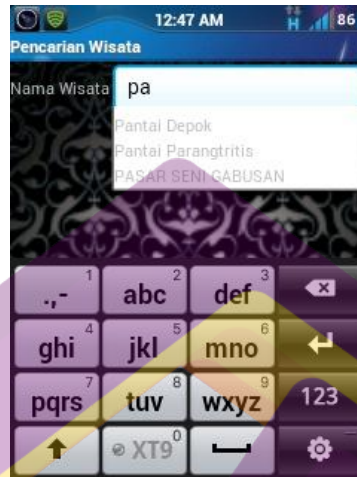 12:47 AM H 86
Pencarian Wisata
Nama Wisata pa
Pantai Depok
Pantai Parangtritis
PASAR SENI GABUSAN
.,- 1 abc 2 def 3
ghi 4 jkl 5 mno 6
pqrs 7 tuv 8 wxyz 9 123
XT9 0